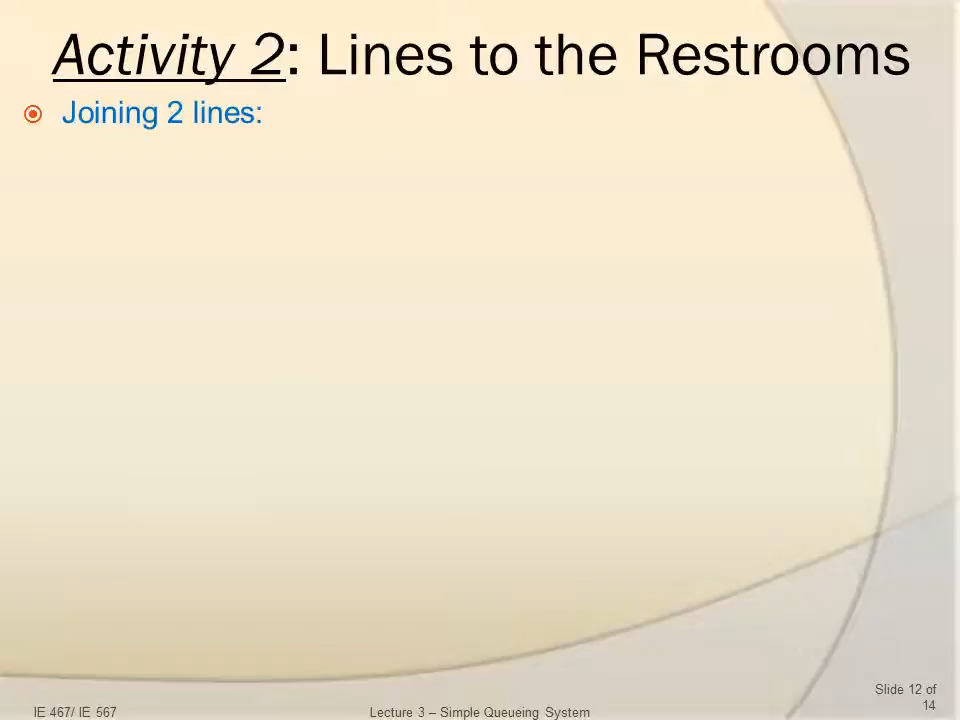 Activity 2: Lines to the Restrooms
Joining 2 lines:
Slide 12 of
14
IE 467/ IE 567
Lecture 3 – Simple Queueing System